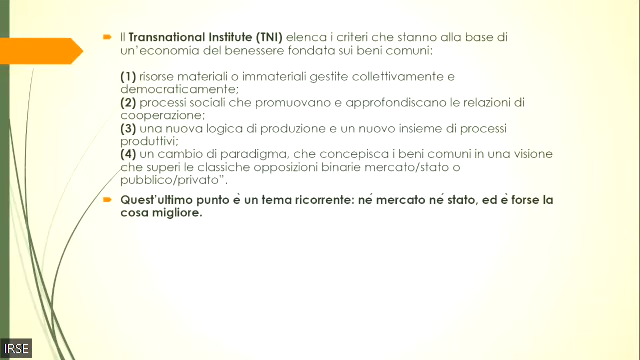 Il Transnational Institute (TNI) elenca i criteri che stanno alla base di
un'economia del benessere fondata sui beni comuni:
(1) risorse materiali o immateriali gestite collettivamente e
democraticamente;
(2) processi sociali che promuovano e approfondiscano le relazioni di
cooperazione;
(3) una nuova logica di produzione e un nuovo insieme di processi
produttivi;
(4) un cambio di paradigma, che concepisca i beni comuni in una visione
che superi le classiche opposizioni binarie mercato/stato o
pubblico/privato”.
Quest'ultimo punto è un tema ricorrente: né mercato né stato, ed è forse la
cosa migliore.
IRSE